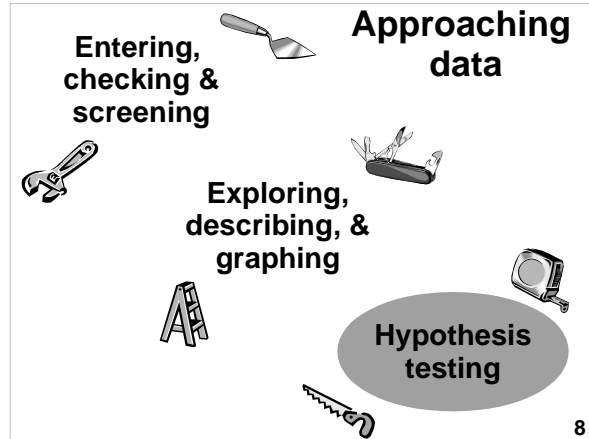 Approaching
data
Entering,
checking &
screening
Exploring,
describing, &
graphing
Hypothesis
testing
8